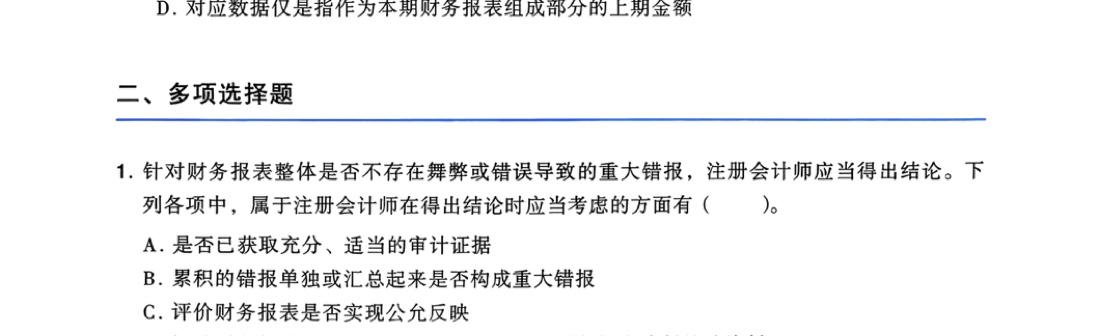 D. 对应数据仅是指作为本期财务报表组成部分的上期金额
二、多项选择题
1. 针对财务报表整体是否不存在舞弊或错误导致的重大错报，注册会计师应当得出结论。下
列各项中，属于注册会计师在得出结论时应当考虑的方面有（　　）。
A. 是否已获取充分、适当的审计证据
B. 累积的错报单独或汇总起来是否构成重大错报
C. 评价财务报表是否实现公允反映